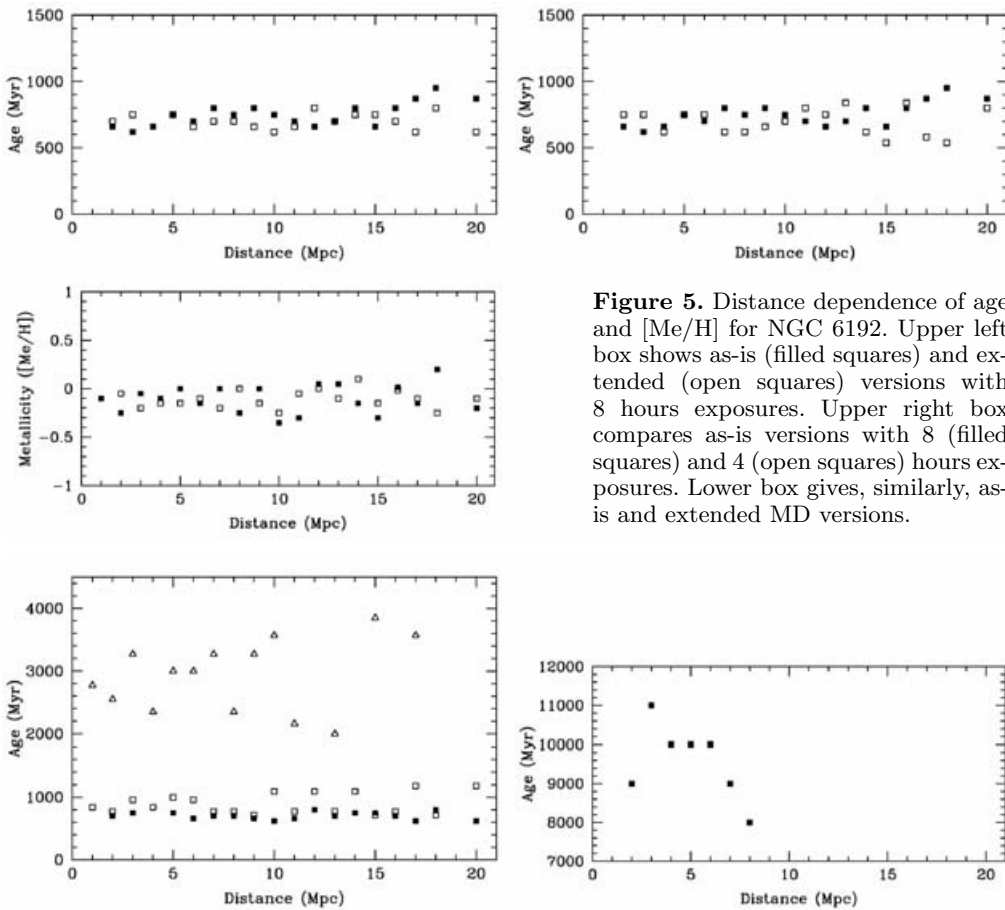 1500
1000
500
0
Age (Myr)
0 5 10 15 20
Distance (Mpc)
1500
1000
500
0
Age (Myr)
0 5 10 15 20
Distance (Mpc)
1
0.5
0
−0.5
−1
Metallicity ([Me/H])
0 5 10 15 20
Distance (Mpc)
Figure 5. Distance dependence of age
and [Me/H] for NGC 6192. Upper left
box shows as-is (filled squares) and ex-
tended (open squares) versions with
8 hours exposures. Upper right box
compares as-is versions with 8 (filled
squares) and 4 (open squares) hours ex-
posures. Lower box gives, similarly, as-
is and extended MD versions.
4000
3000
2000
1000
0
Age (Myr)
0 5 10 15 20
Distance (Mpc)
12000
11000
10000
9000
8000
7000
Age (Myr)
0 5 10 15 20
Distance (Mpc)